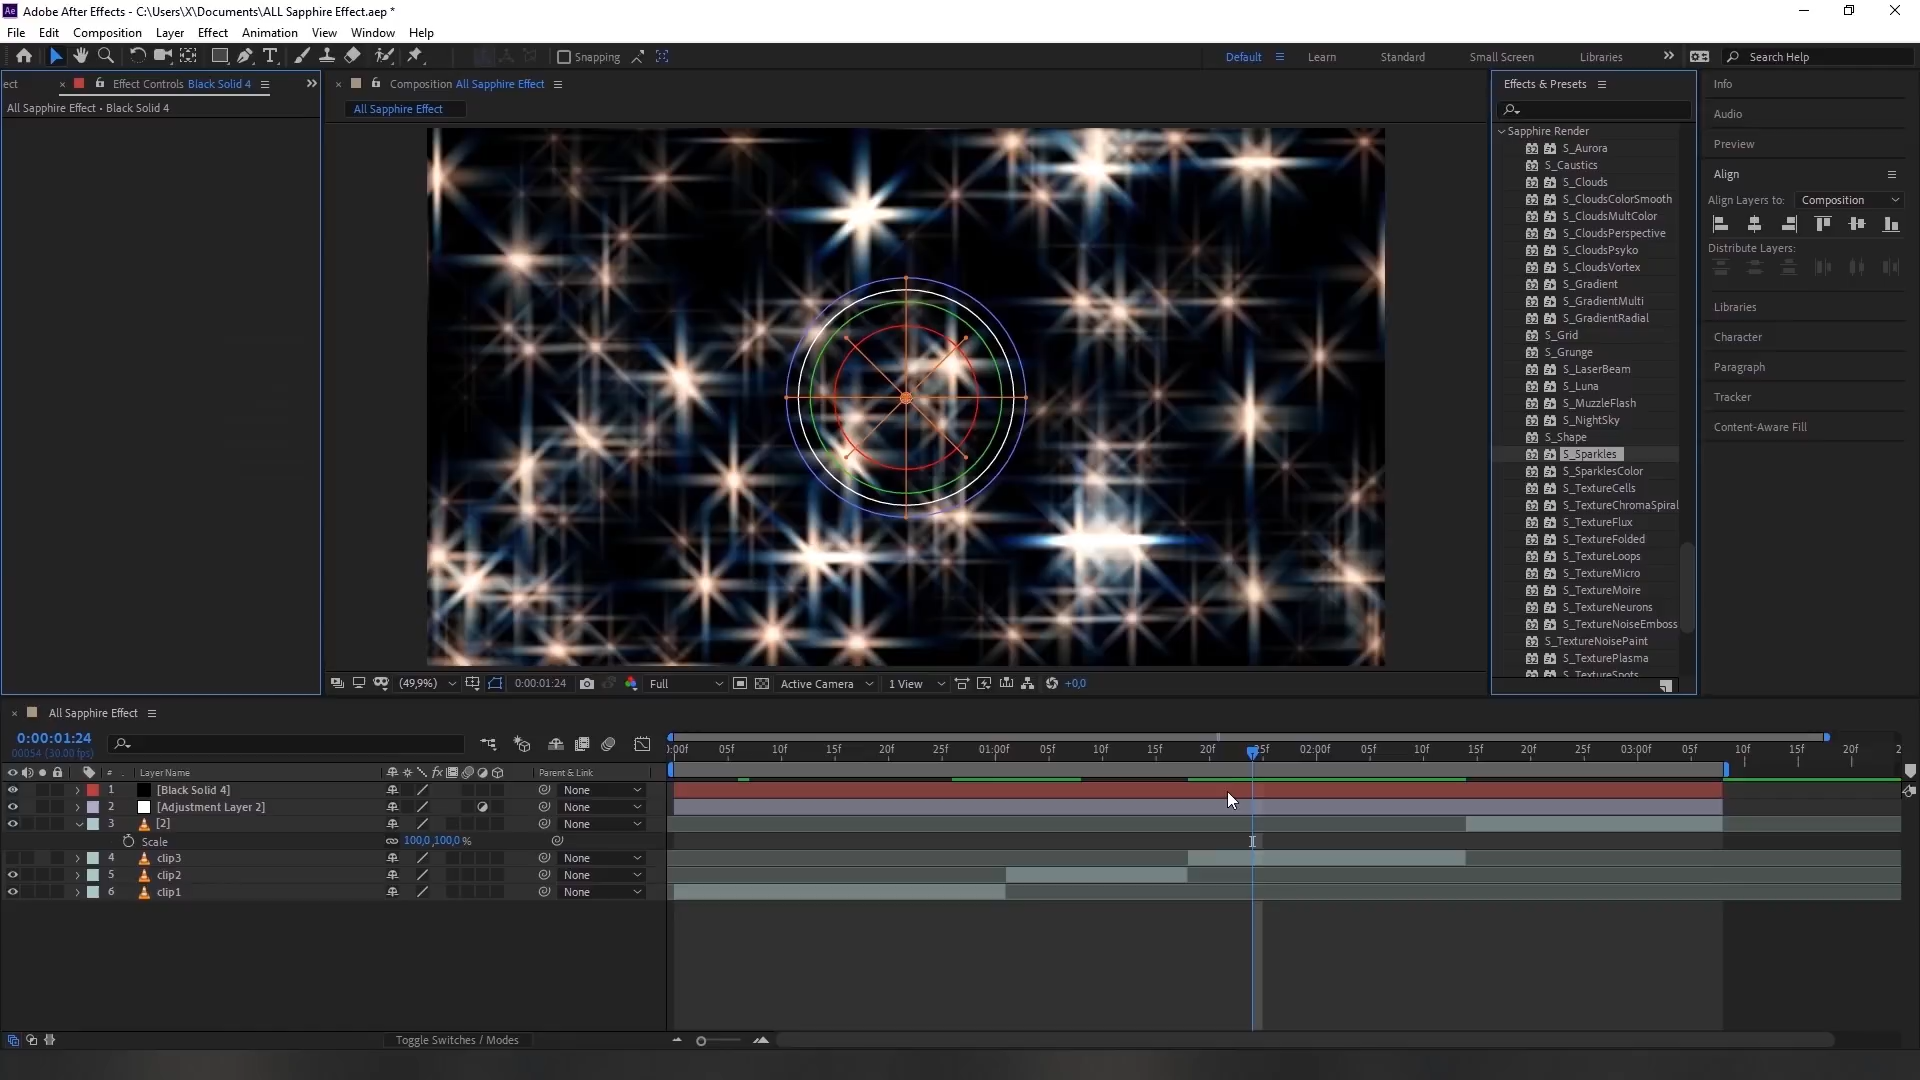 Adobe After Effects - C:\Users\X\Documents\ALL Sapphire Effect.aep *
File Edit Composition Layer Effect Animation View Window Help
Snapping
Default Learn Standard Small Screen Libraries Search Help
ect Effect Controls Black Solid 4
All Sapphire Effect • Black Solid 4
Composition All Sapphire Effect
All Sapphire Effect
Effects & Presets
Sapphire Render
S_Aurora
S_Caustics
S_Clouds
S_CloudsColorSmooth
S_CloudsMultColor
S_CloudsPerspective
S_CloudsPsyko
S_CloudsVortex
S_Gradient
S_GradientMulti
S_GradientRadial
S_Grid
S_Grunge
S_LaserBeam
S_Luna
S_MuzzleFlash
S_NightSky
S_Shape
S_Sparkles
S_SparklesColor
S_TextureCells
S_TextureChromaSpiral
S_TextureFlux
S_TextureFolded
S_TextureLoops
S_TextureMicro
S_TextureMoire
S_TextureNeurons
S_TextureNoiseEmboss
S_TextureNoisePaint
S_TexturePlasma
S_TextureSpots
Info
Audio
Preview
Align
Align Layers to: Composition
Distribute Layers:
Libraries
Character
Paragraph
Tracker
Content-Aware Fill
(49,9%) 0:00:01:24 Full Active Camera 1 View +0,0
All Sapphire Effect
0:00:01:24
00054 (30.00 fps)
):00f 05f 10f 15f 20f 25f 01:00f 05f 10f 15f 20f 25f 02:00f 05f 10f 15f 20f 25f 03:00f 05f 10f 15f 20f 2
# Layer Name fx Parent & Link
1 [Black Solid 4] None
2 [Adjustment Layer 2] None
3 [2] None
Scale 100,0,100,0 %
4 clip3 None
5 clip2 None
6 clip1 None
Toggle Switches / Modes